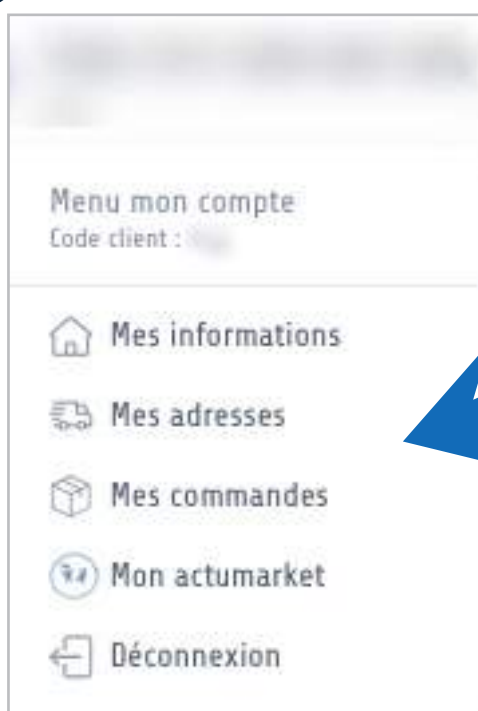 Menu mon compte
Code client :
Mes informations
Mes adresses
Mes commandes
Mon actumarket
Déconnexion